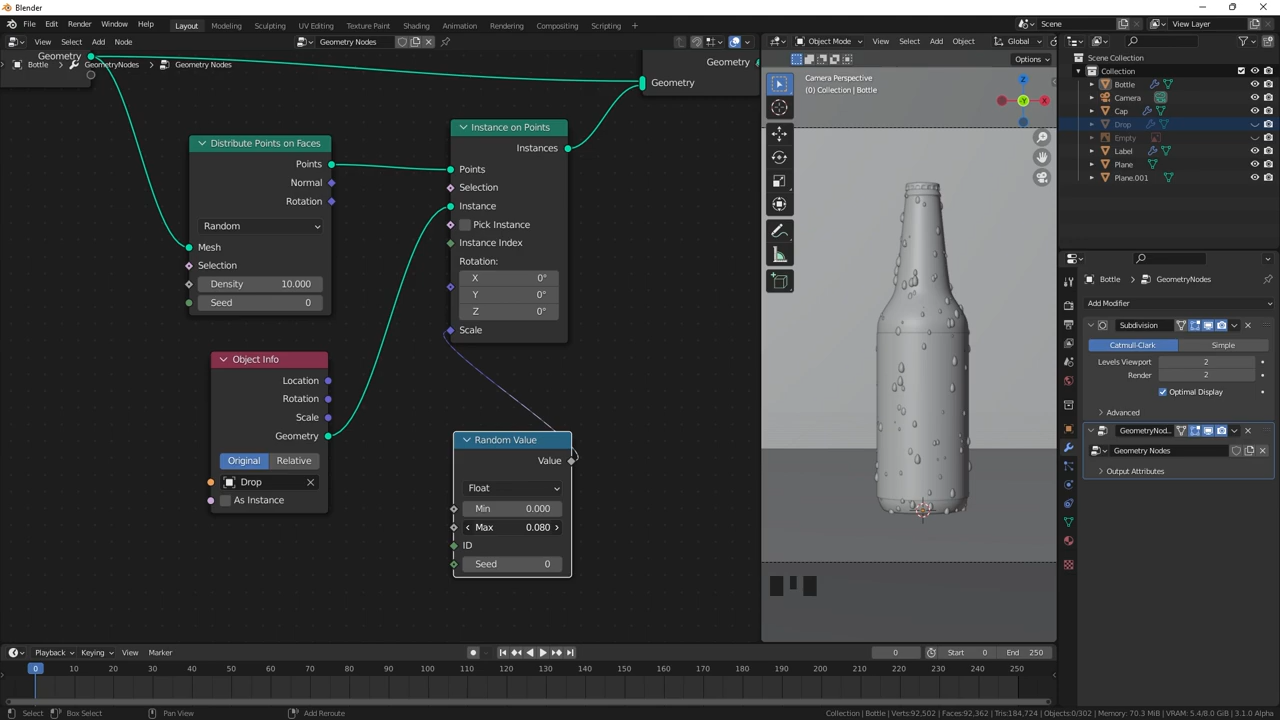 Blender
File Edit Render Window Help Layout Modeling Sculpting UV Editing Texture Paint Shading Animation Rendering Compositing Scripting + Scene View Layer
View Select Add Node Geometry Nodes
Object Mode View Select Add Object Global
Bottle GeometryNodes Geometry Nodes
Geometry
Geometry
Geometry
Distribute Points on Faces
Points
Normal
Rotation
Random
Mesh
Selection
Density 10.000
Seed 0
Instance on Points
Instances
Points
Selection
Instance
Pick Instance
Instance Index
Rotation:
X 0°
Y 0°
Z 0°
Scale
Object Info
Location
Rotation
Scale
Geometry
Original Relative
Drop
As Instance
Random Value
Value
Float
Min 0.000
Max 0.080
ID
Seed 0
Options
Camera Perspective
(0) Collection | Bottle
Z
Y
X
Scene Collection
Collection
Bottle
Camera
Cap
Drop
Empty
Label
Plane
Plane.001
Bottle GeometryNodes
Add Modifier
Subdivision
Catmull-Clark Simple
Levels Viewport 2
Render 2
Optimal Display
Advanced
GeometryNod..
Geometry Nodes
Output Attributes
Playback Keying View Marker 0 Start 0 End 250
0 10 20 30 40 50 60 70 80 90 100 110 120 130 140 150 160 170 180 190 200 210 220 230 240 250
Select Box Select Pan View Add Reroute Collection | Bottle | Verts:92,502 | Faces:92,362 | Tris:184,724 | Objects:0/302 | Memory: 70.3 MiB | VRAM: 5.4/8.0 GiB | 3.1.0 Alpha